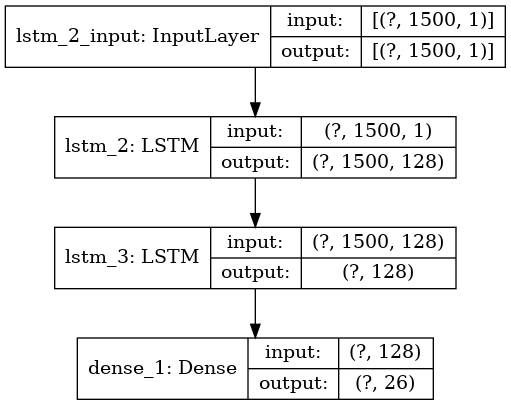 lstm_2_input: InputLayer
input: [(?, 1500, 1)]
output: [(?, 1500, 1)]
lstm_2: LSTM
input: (?, 1500, 1)
output: (?, 1500, 128)
lstm_3: LSTM
input: (?, 1500, 128)
output: (?, 128)
dense_1: Dense
input: (?, 128)
output: (?, 26)